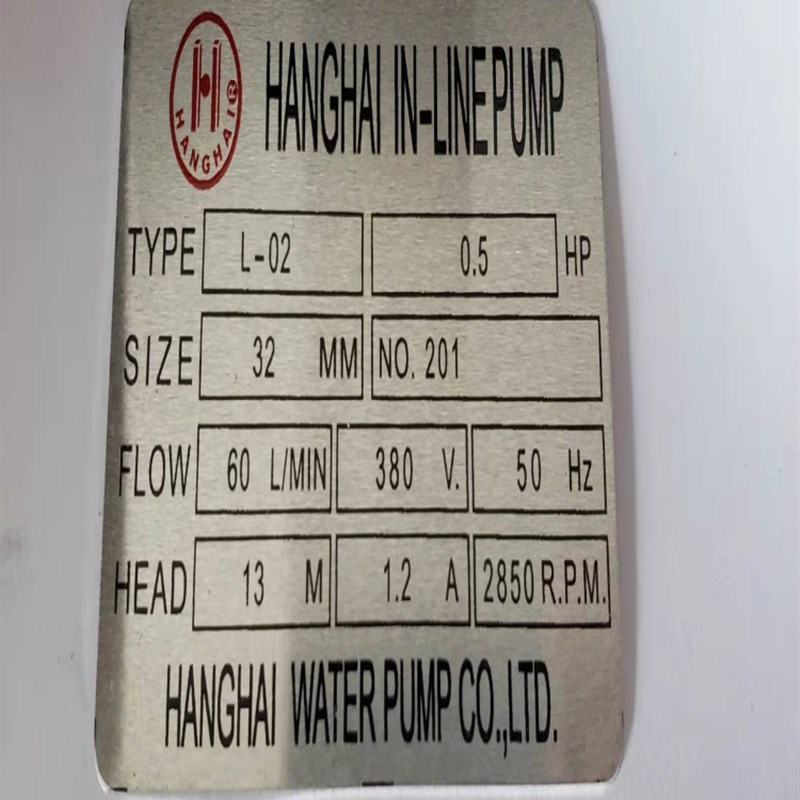 H
HANGHAI®
HANGHAI IN-LINE PUMP
TYPE L-02 0.5 HP
SIZE 32 MM NO. 201
FLOW 60 L/MIN 380 V. 50 Hz
HEAD 13 M 1.2 A 2850 R.P.M.
HANGHAI WATER PUMP CO.,LTD.